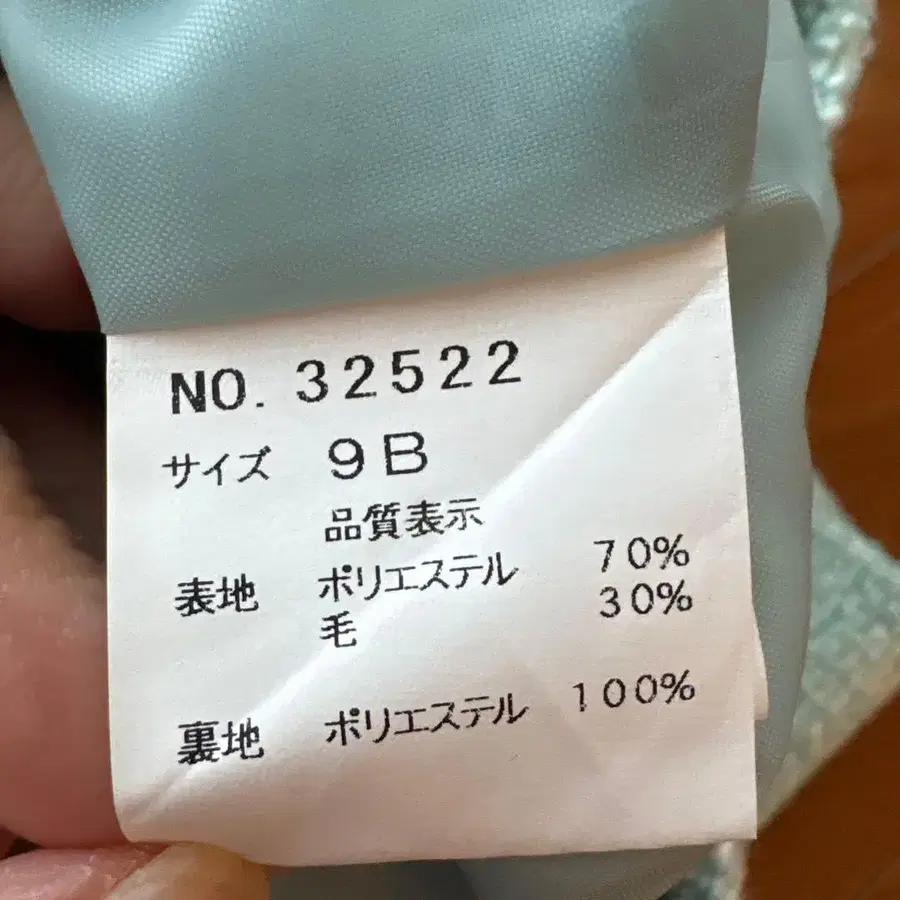 NO. 32522
サイズ 9B
品質表示
表地 ポリエステル 70%
毛 30%
裏地 ポリエステル 100%